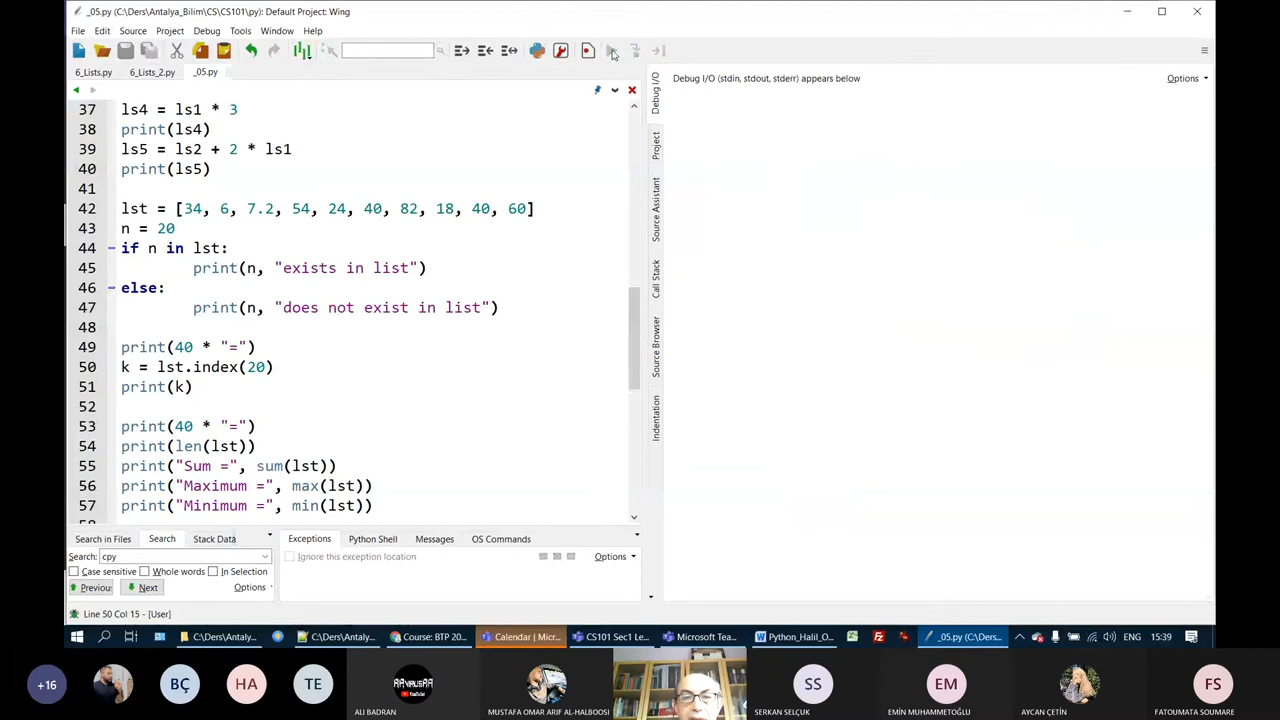 _05.py (C:\Ders\Antalya_Bilim\CS\CS101\py): Default Project: Wing
File Edit Source Project Debug Tools Window Help
6_Lists.py 6_Lists_2.py _05.py
37 ls4 = ls1 * 3
38 print(ls4)
39 ls5 = ls2 + 2 * ls1
40 print(ls5)
41
42 lst = [34, 6, 7.2, 54, 24, 40, 82, 18, 40, 60]
43 n = 20
44 if n in lst:
45 print(n, "exists in list")
46 else:
47 print(n, "does not exist in list")
48
49 print(40 * "=")
50 k = lst.index(20)
51 print(k)
52
53 print(40 * "=")
54 print(len(lst))
55 print("Sum =", sum(lst))
56 print("Maximum =", max(lst))
57 print("Minimum =", min(lst))
Debug I/O (stdin, stdout, stderr) appears below
Options
Debug I/O
Project
Source Assistant
Call Stack
Source Browser
Indentation
Search in Files Search Stack Data
Search: cpy
Case sensitive Whole words In Selection
Previous Next Options
Exceptions Python Shell Messages OS Commands
Ignore this exception location Options
Line 50 Col 15 - [User]
C:\Ders\Antaly... C:\Ders\Antalya... Course: BTP 20... Calendar | Micr... CS101 Sec1 Le... Microsoft Tea... Python_Halil_O... _05.py (C:\Ders... ENG 15:39
+16 BÇ HA TE SS EM FS
ALI BADRAN MUSTAFA OMAR ARIF AL-HALBOOSI SERKAN SELÇUK EMİN MUHAMMETOĞLU AYCAN ÇETİN FATOUMATA SOUMARE